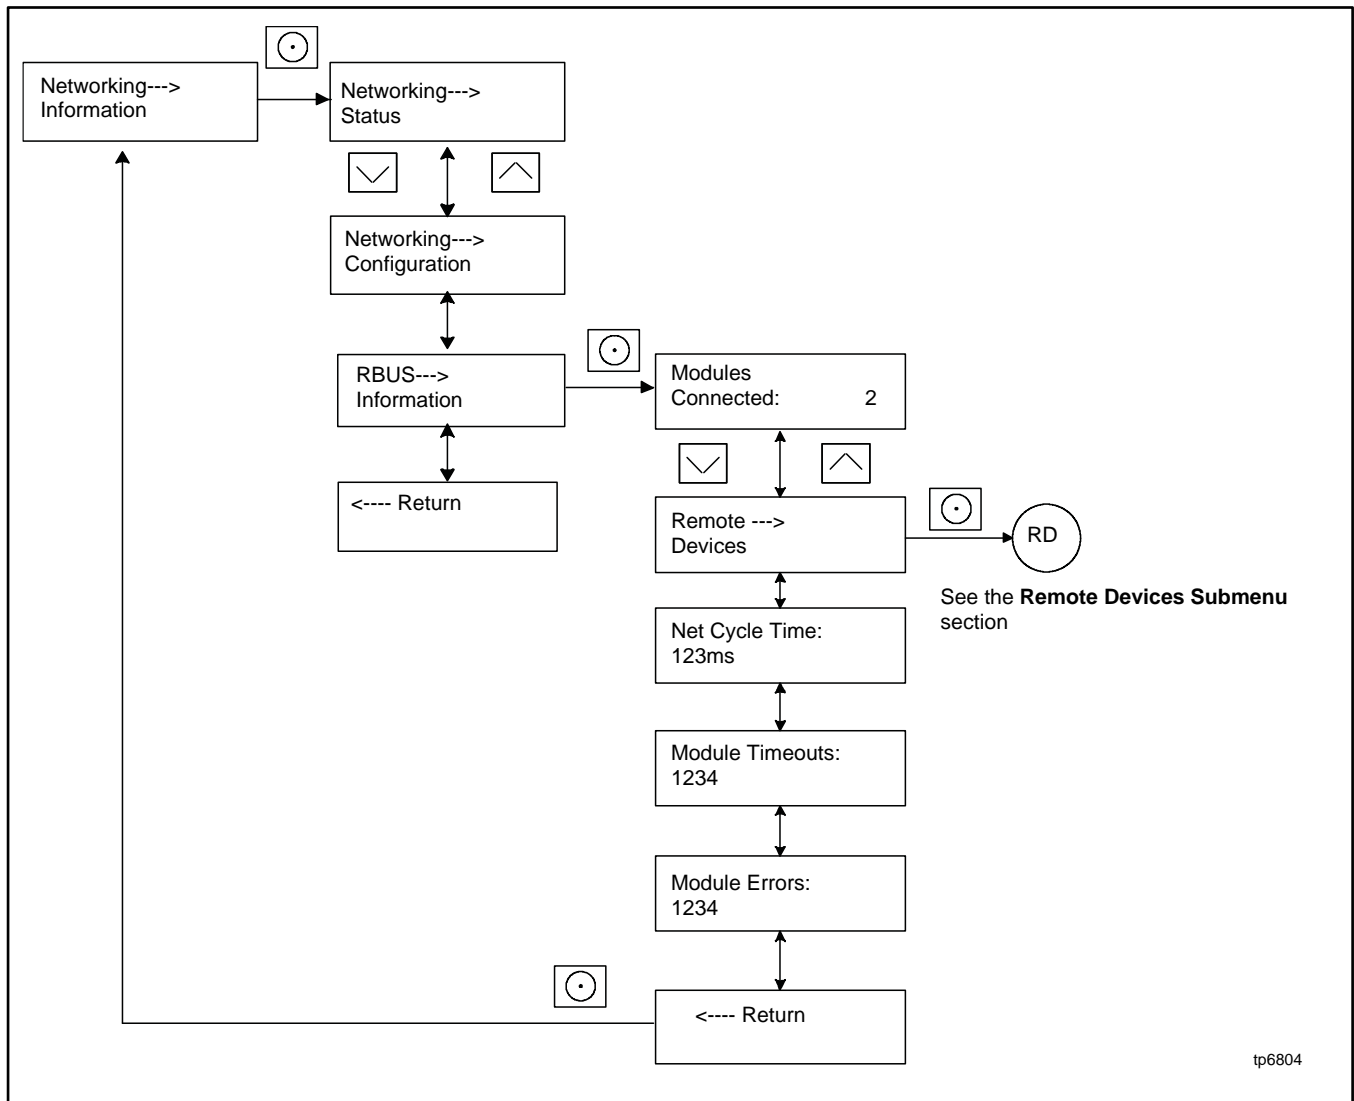 Networking--->
Information
Networking--->
Status
Networking--->
Configuration
RBUS--->
Information
Modules
Connected: 2
<---- Return
Remote --->
Devices
RD
See the Remote Devices Submenu
section
Net Cycle Time:
123ms
Module Timeouts:
1234
Module Errors:
1234
<---- Return
tp6804